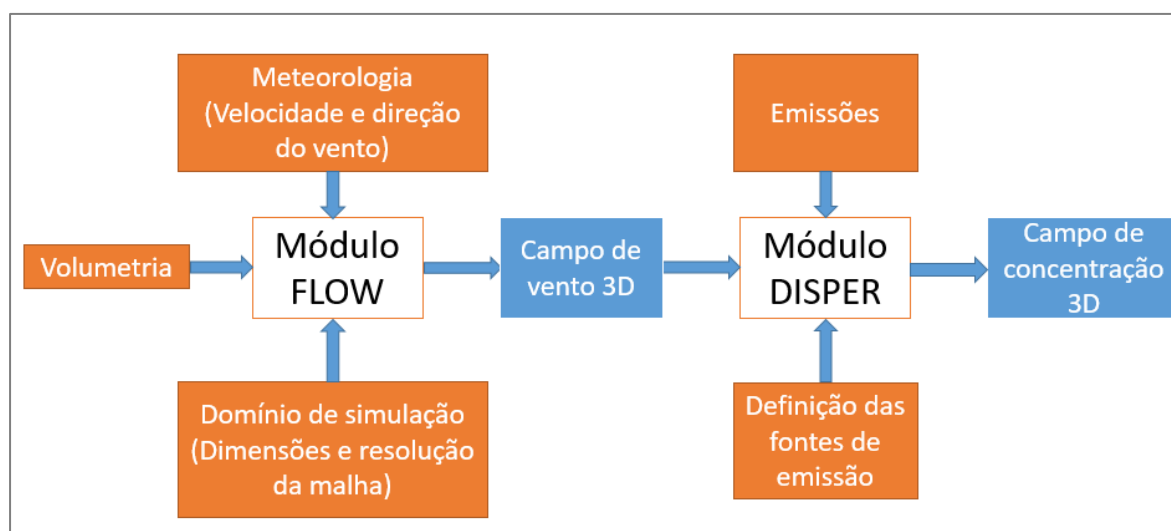 Meteorologia
(Velocidade e direção
do vento)
Emissões
Volumetria
Módulo
FLOW
Campo de
vento 3D
Módulo
DISPER
Campo de
concentração
3D
Domínio de simulação
(Dimensões e resolução
da malha)
Definição das
fontes de
emissão